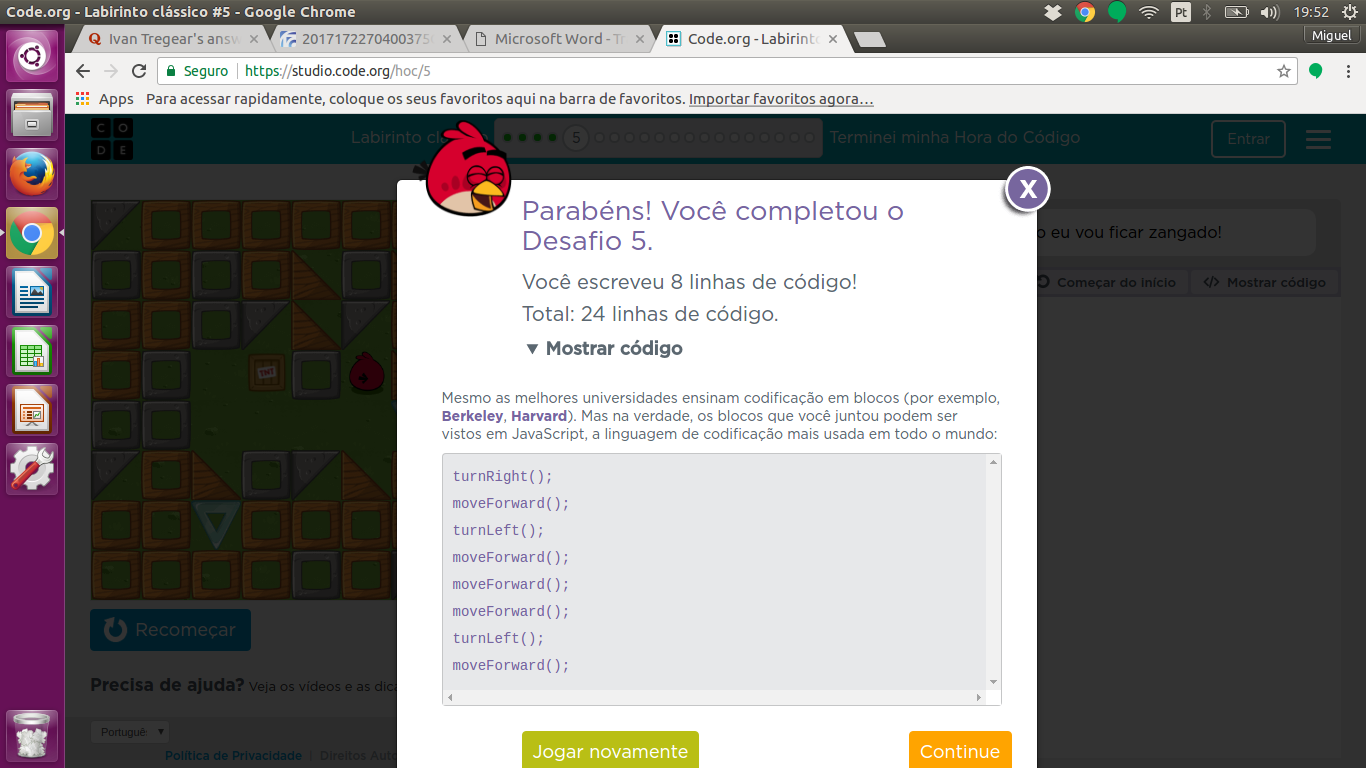 Code.org - Labirinto clássico #5 - Google Chrome
Pt
19:52
Miguel
Ivan Tregear's answ
2017172270400375
Microsoft Word - T
Code.org - Labirinto
Seguro
https://studio.code.org/hoc/5
Apps
Para acessar rapidamente, coloque os seus favoritos aqui na barra de favoritos. Importar favoritos agora...
C O
D E
Labirinto
5
Terminei minha Hora do Código
Entrar
X
Parabéns! Você completou o
Desafio 5.
o eu vou ficar zangado!
Você escreveu 8 linhas de código!
Começar do início
Mostrar código
Total: 24 linhas de código.
▼ Mostrar código
TNT
Mesmo as melhores universidades ensinam codificação em blocos (por exemplo,
Berkeley, Harvard). Mas na verdade, os blocos que você juntou podem ser
vistos em JavaScript, a linguagem de codificação mais usada em todo o mundo:
turnRight();
moveForward();
turnLeft();
moveForward();
moveForward();
moveForward();
turnLeft();
moveForward();
Recomeçar
Precisa de ajuda? Veja os vídeos e as dica
Portuguê
Política de Privacidade | Direitos Auto
Jogar novamente
Continue